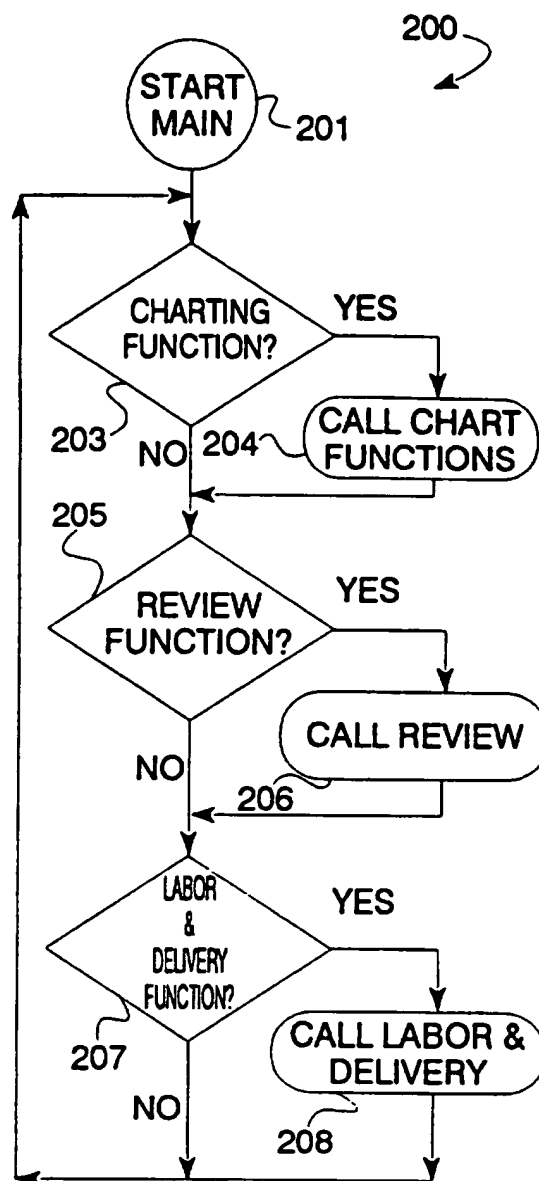 200
START
MAIN
201
CHARTING
FUNCTION?
YES
203
NO
204
CALL CHART
FUNCTIONS
205
REVIEW
FUNCTION?
YES
CALL REVIEW
NO
206
LABOR
&
DELIVERY
FUNCTION?
YES
207
CALL LABOR &
DELIVERY
NO
208